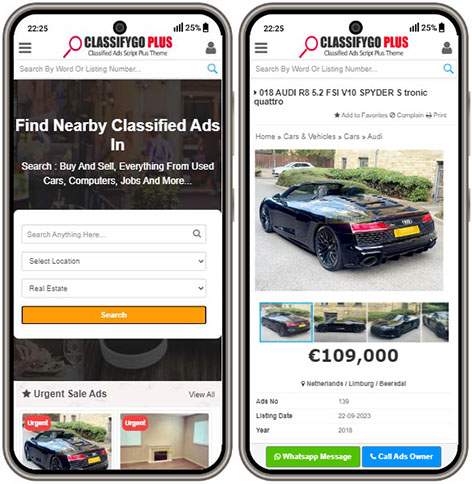 22:25
25%
CLASSIFYGO PLUS
Classified Ads Script Plus Theme
Search By Word Or Listing Number...
Find Nearby Classified Ads
In
Search : Buy And Sell, Everything From Used
Cars, Computers, Jobs And More...
Search Anything Here...
Select Location
Real Estate
Search
Urgent Sale Ads
View All
Urgent
Urgent
22:25
25%
CLASSIFYGO PLUS
Classified Ads Script Plus Theme
Search By Word Or Listing Number...
018 AUDI R8 5.2 FSI V10 SPYDER S tronic
quattro
Add to Favorites Complain Print
Home » Cars & Vehicles » Cars » Audi
€109,000
Netherlands / Limburg / Beersdal
Ads No 139
Listing Date 22-09-2023
Year 2018
Whatsapp Message
Call Ads Owner